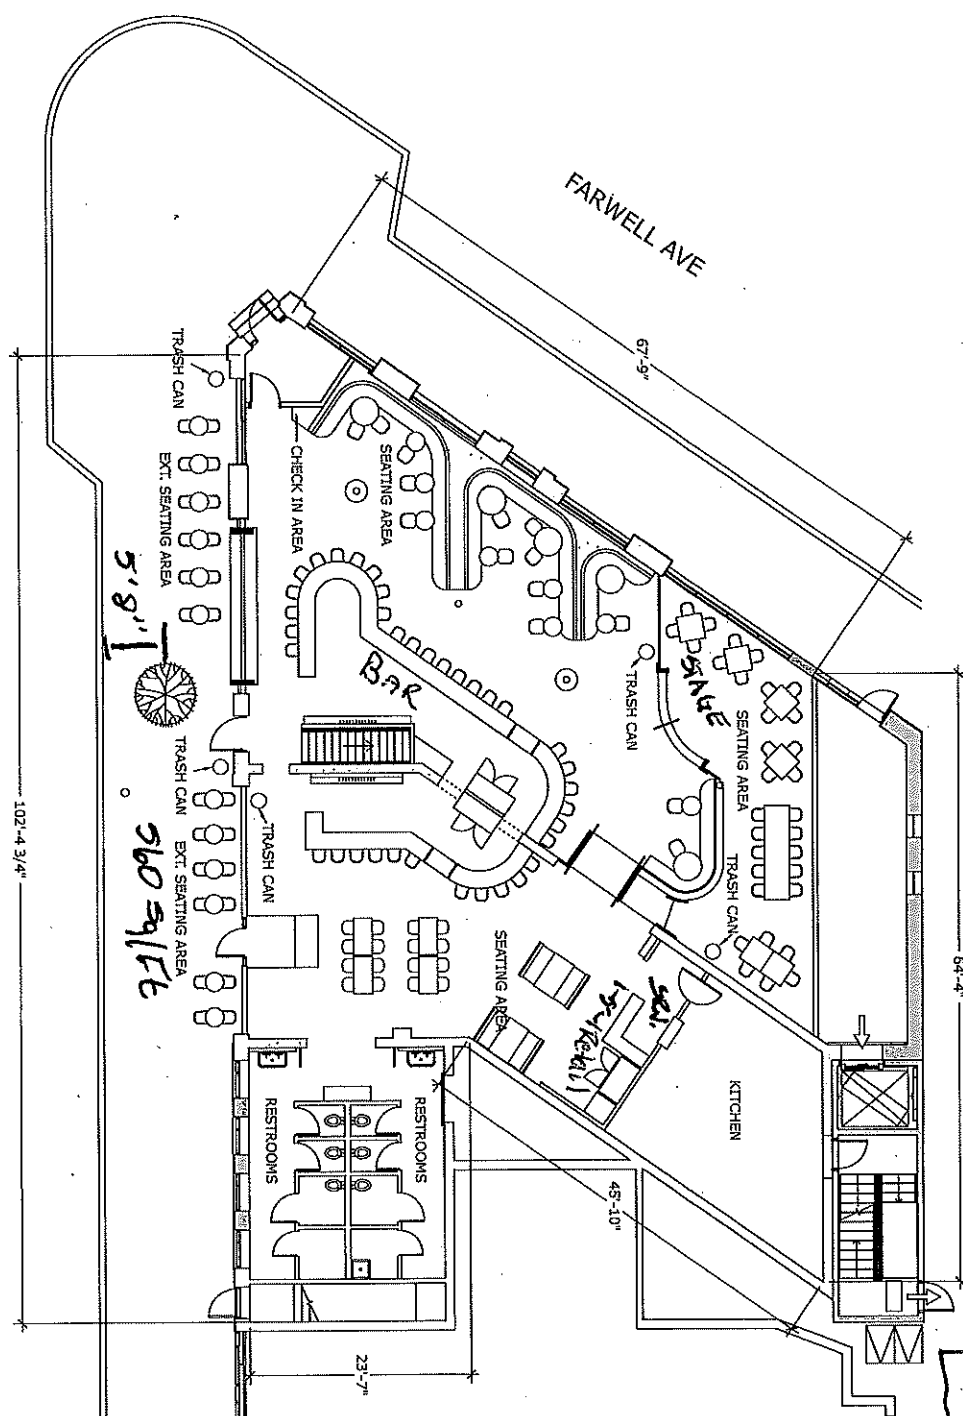 FARWELL AVE
67'-9"
TRASH CAN
EXT. SEATING AREA
CHECK IN AREA
SEATING AREA
5'8"
BAR
STAGE
TRASH CAN
SEATING AREA
TRASH CAN
TRASH CAN
EXT. SEATING AREA
560 Sq/Ft
TRASH CAN
SEATING AREA
Retail
KITCHEN
RESTROOMS
RESTROOMS
102'-4 3/4"
64'-4"
45'-10"
23'-7"